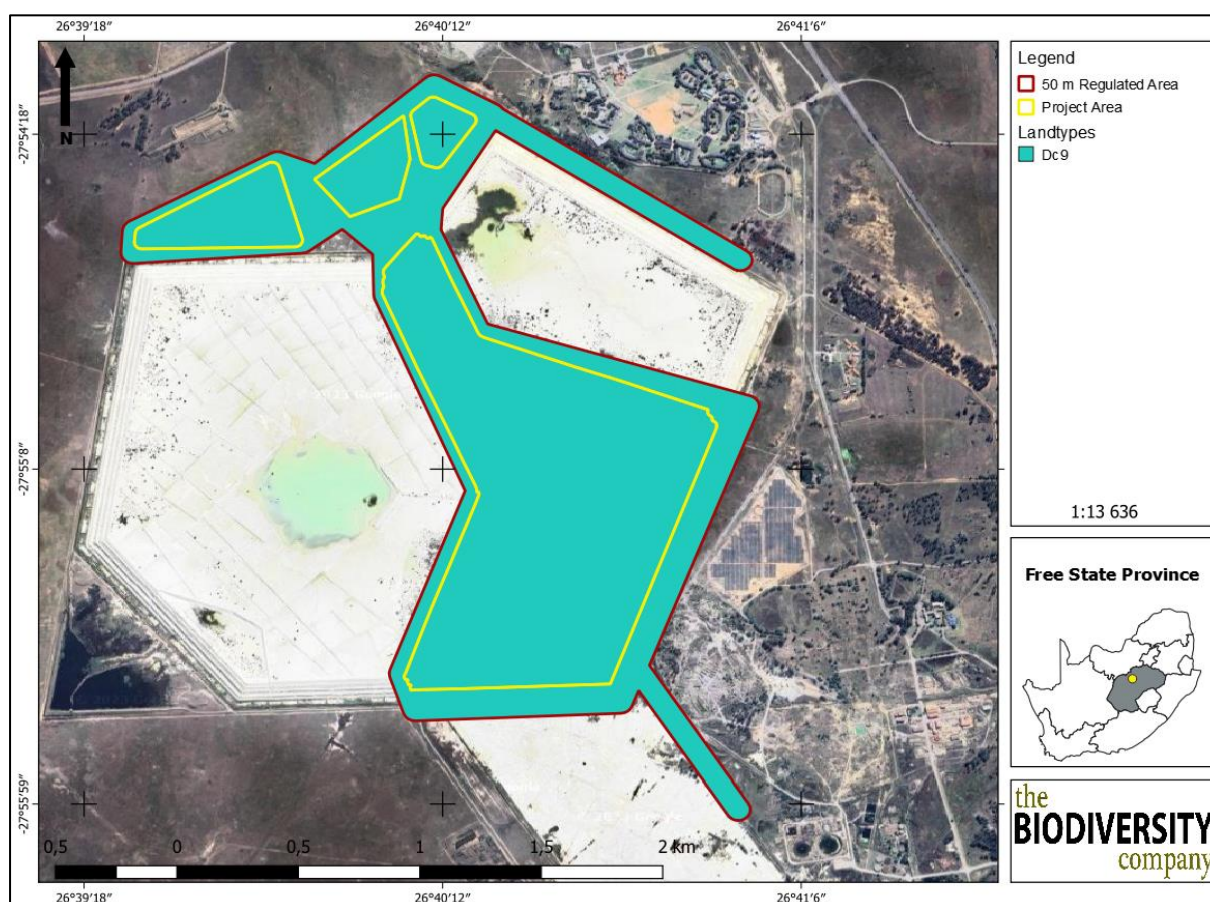 26°39'18" 26°40'12" 26°41'6"
-27°54'18"
-27°55'8"
-27°55'59"
N
© 2023 Google
0,5 0 0,5 1 1,5 2 km
26°39'18" 26°40'12" 26°41'6"
Legend
50 m Regulated Area
Project Area
Landtypes
Dc9
1:13 636
Free State Province
the
BIODIVERSITY
company